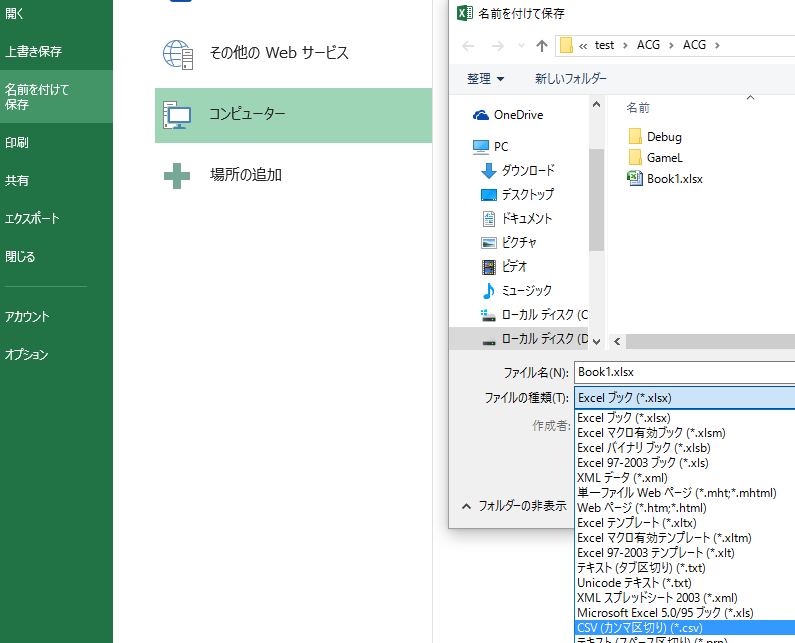 開く
上書き保存
名前を付けて
保存
印刷
共有
エクスポート
閉じる
アカウント
オプション
その他の Web サービス
コンピューター
場所の追加
名前を付けて保存
« test › ACG › ACG ›
整理 新しいフォルダー
OneDrive
PC
ダウンロード
デスクトップ
ドキュメント
ピクチャ
ビデオ
ミュージック
ローカル ディスク (C
ローカル ディスク (D
名前
Debug
GameL
Book1.xlsx
ファイル名(N): Book1.xlsx
ファイルの種類(T): Excel ブック (*.xlsx)
作成者:
フォルダーの非表示
Excel ブック (*.xlsx)
Excel マクロ有効ブック (*.xlsm)
Excel バイナリ ブック (*.xlsb)
Excel 97-2003 ブック (*.xls)
XML データ (*.xml)
単一ファイル Web ページ (*.mht;*.mhtml)
Web ページ (*.htm;*.html)
Excel テンプレート (*.xltx)
Excel マクロ有効テンプレート (*.xltm)
Excel 97-2003 テンプレート (*.xlt)
テキスト (タブ区切り) (*.txt)
Unicode テキスト (*.txt)
XML スプレッドシート 2003 (*.xml)
Microsoft Excel 5.0/95 ブック (*.xls)
CSV (カンマ区切り) (*.csv)
テキスト (スペース区切り) (*.prn)